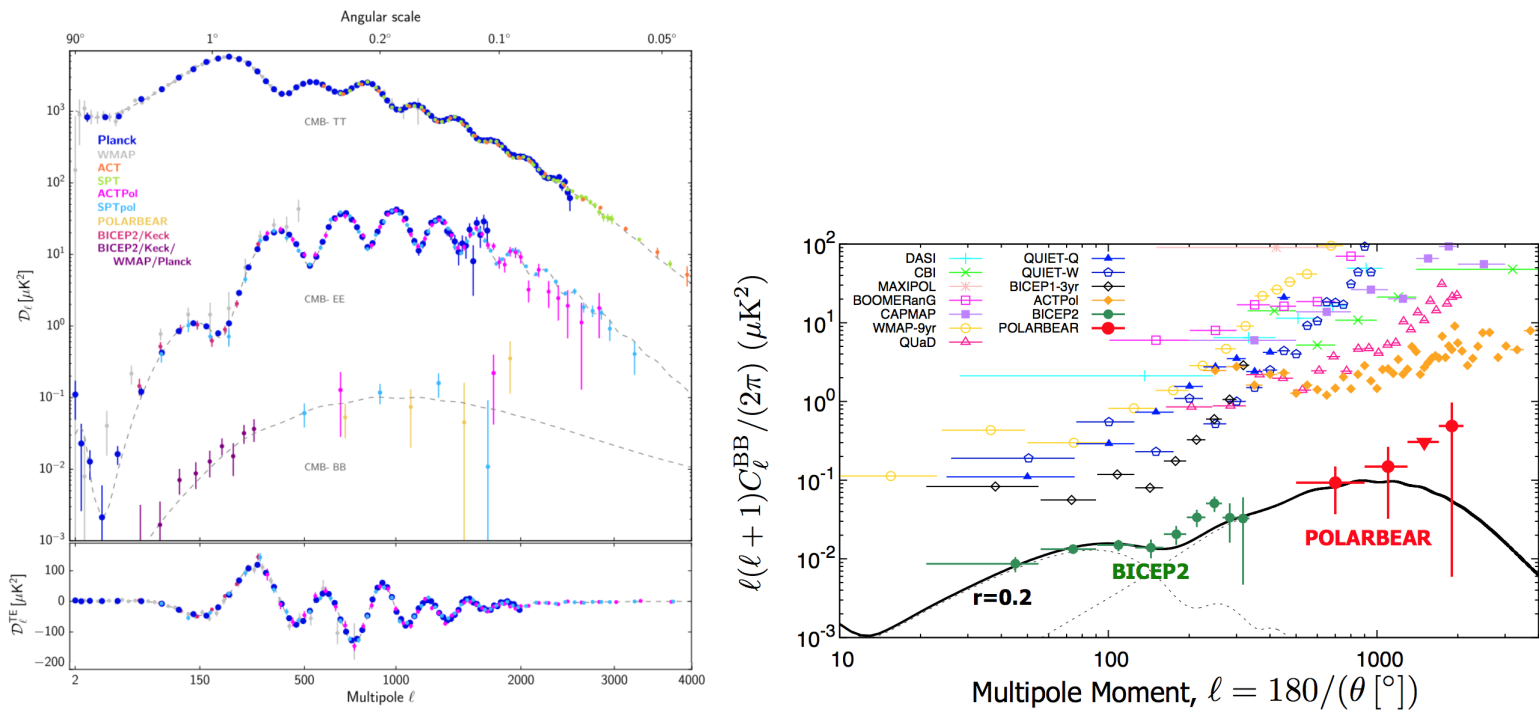 Angular scale
90° 1° 0.2° 0.1° 0.05°
10³
10²
10¹
10⁰
10⁻¹
10⁻²
10⁻³
𝒟ℓ [μK²]
CMB- TT
Planck
WMAP
ACT
SPT
ACTPol
SPTpol
POLARBEAR
BICEP2/Keck
BICEP2/Keck/
WMAP/Planck
CMB- EE
CMB- BB
𝒟ℓᵀᴱ [μK²]
100
0
-100
-200
2 150 500 1000 2000 3000 4000
Multipole ℓ
ℓ(ℓ + 1)Cℓᴮᴮ/(2π) (μK²)
10²
10¹
10⁰
10⁻¹
10⁻²
10⁻³
DASI
CBI
MAXIPOL
BOOMERanG
CAPMAP
WMAP-9yr
QUaD
QUIET-Q
QUIET-W
BICEP1-3yr
ACTPol
BICEP2
POLARBEAR
POLARBEAR
BICEP2
r=0.2
10 100 1000
Multipole Moment, ℓ = 180/(θ [°])